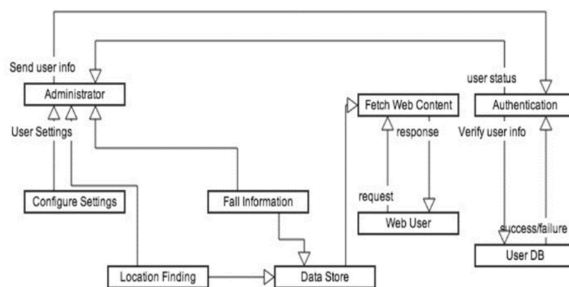 Send user info
user status
Administrator
Fetch Web Content
Authentication
User Settings
response
Verify user info
Configure Settings
Fall Information
request
Web User
success/failure
User DB
Location Finding
Data Store